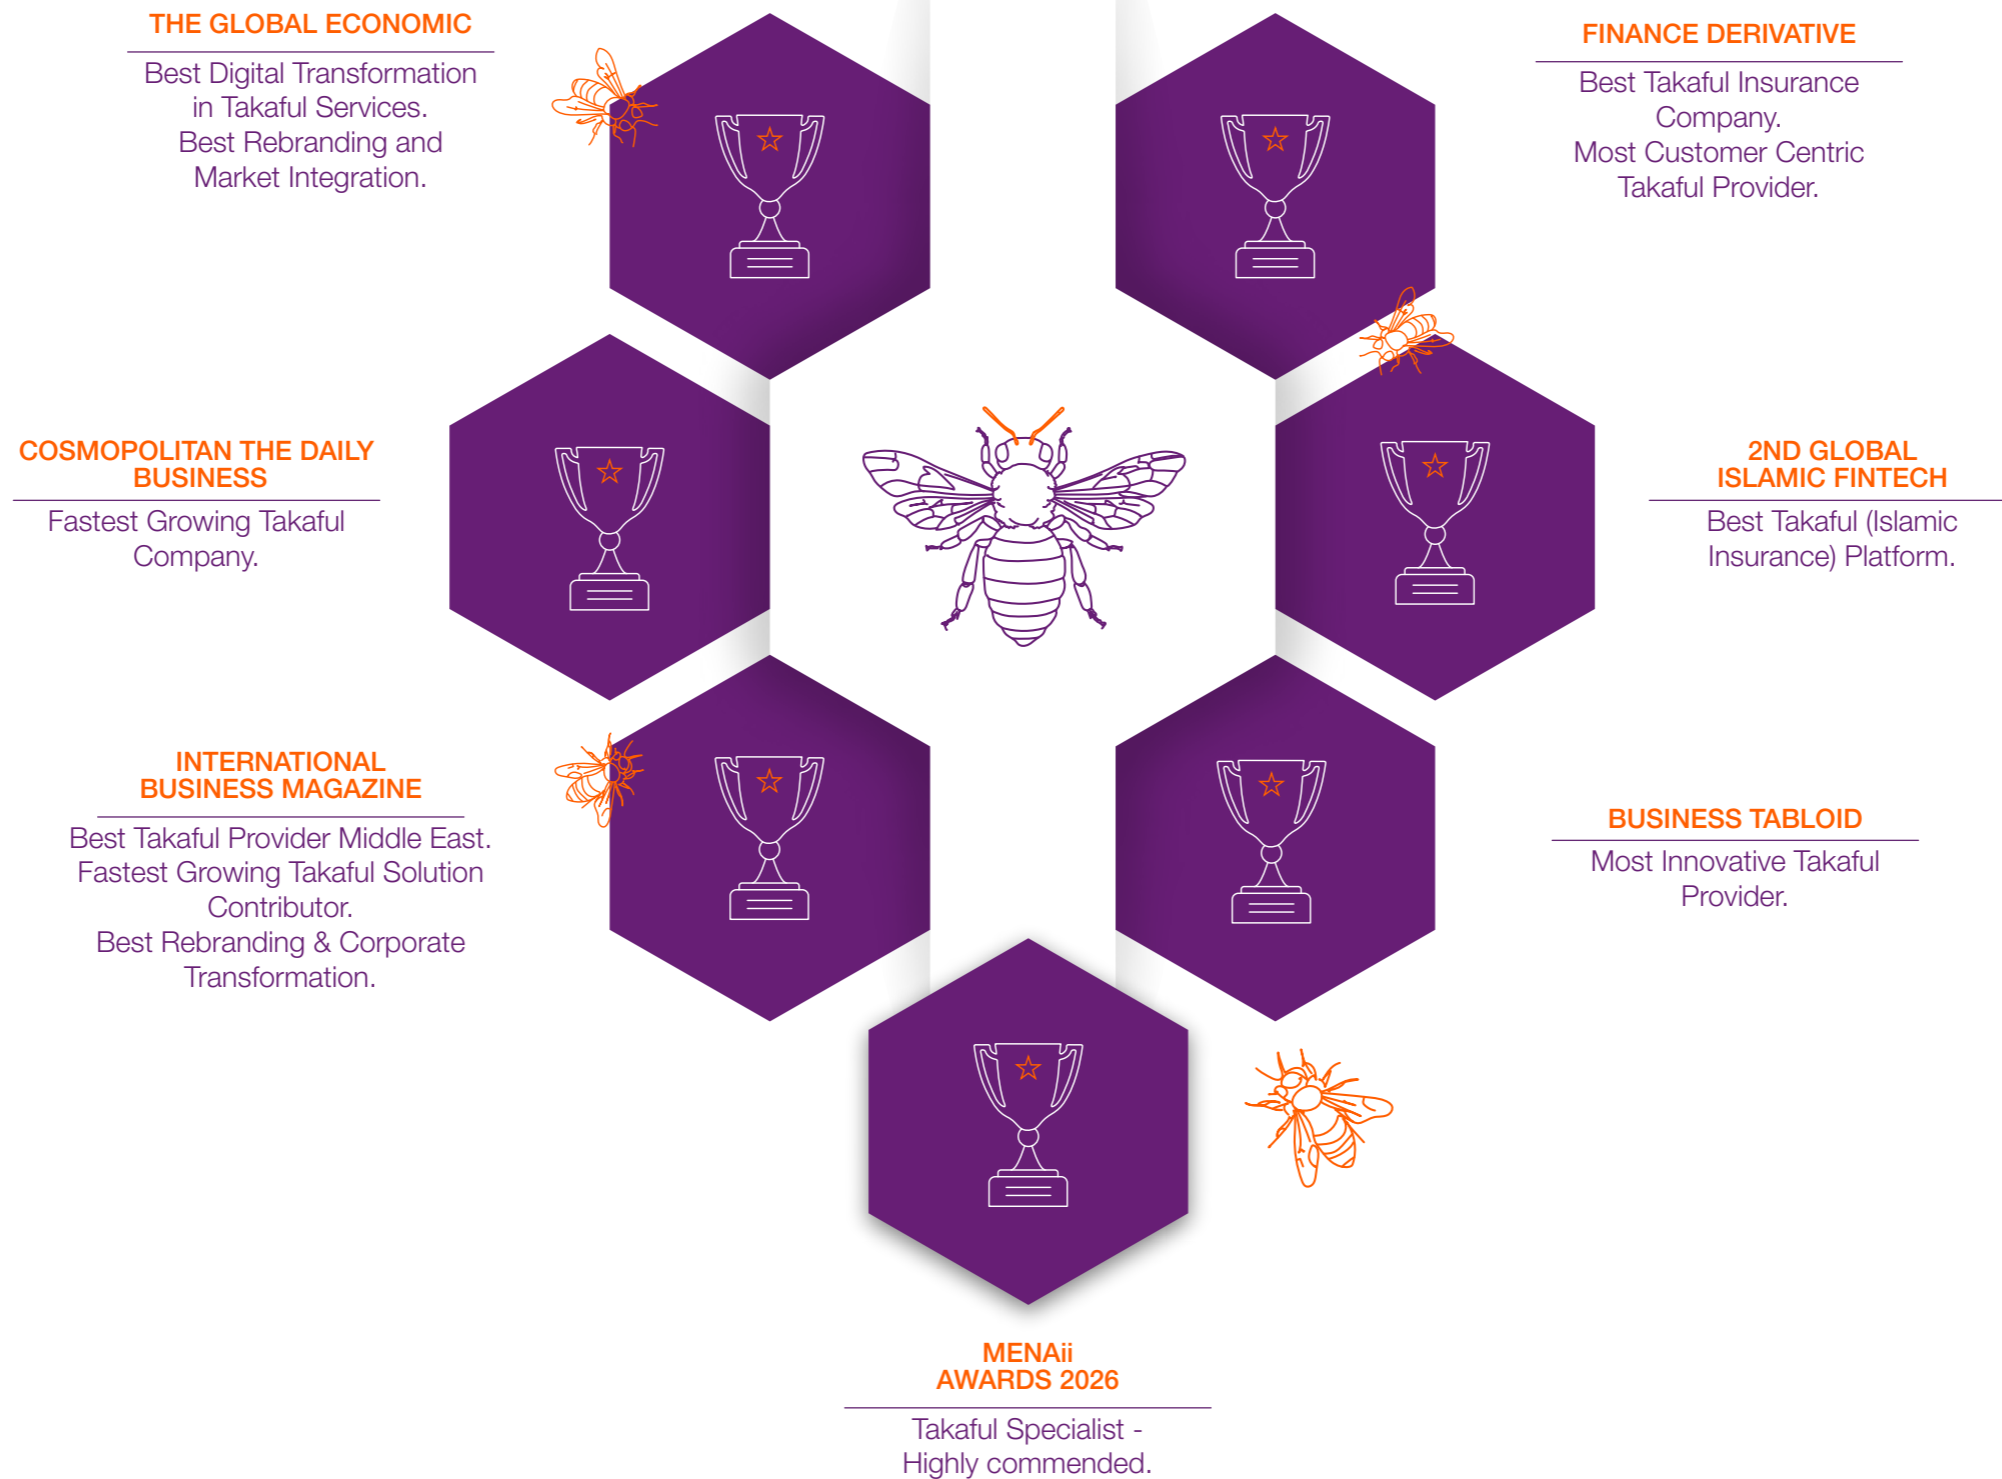 THE GLOBAL ECONOMIC
Best Digital Transformation
in Takaful Services.
Best Rebranding and
Market Integration.
FINANCE DERIVATIVE
Best Takaful Insurance
Company.
Most Customer Centric
Takaful Provider.
COSMOPOLITAN THE DAILY
BUSINESS
Fastest Growing Takaful
Company.
2ND GLOBAL
ISLAMIC FINTECH
Best Takaful (Islamic
Insurance) Platform.
INTERNATIONAL
BUSINESS MAGAZINE
Best Takaful Provider Middle East.
Fastest Growing Takaful Solution
Contributor.
Best Rebranding & Corporate
Transformation.
BUSINESS TABLOID
Most Innovative Takaful
Provider.
MENAii
AWARDS 2026
Takaful Specialist -
Highly commended.